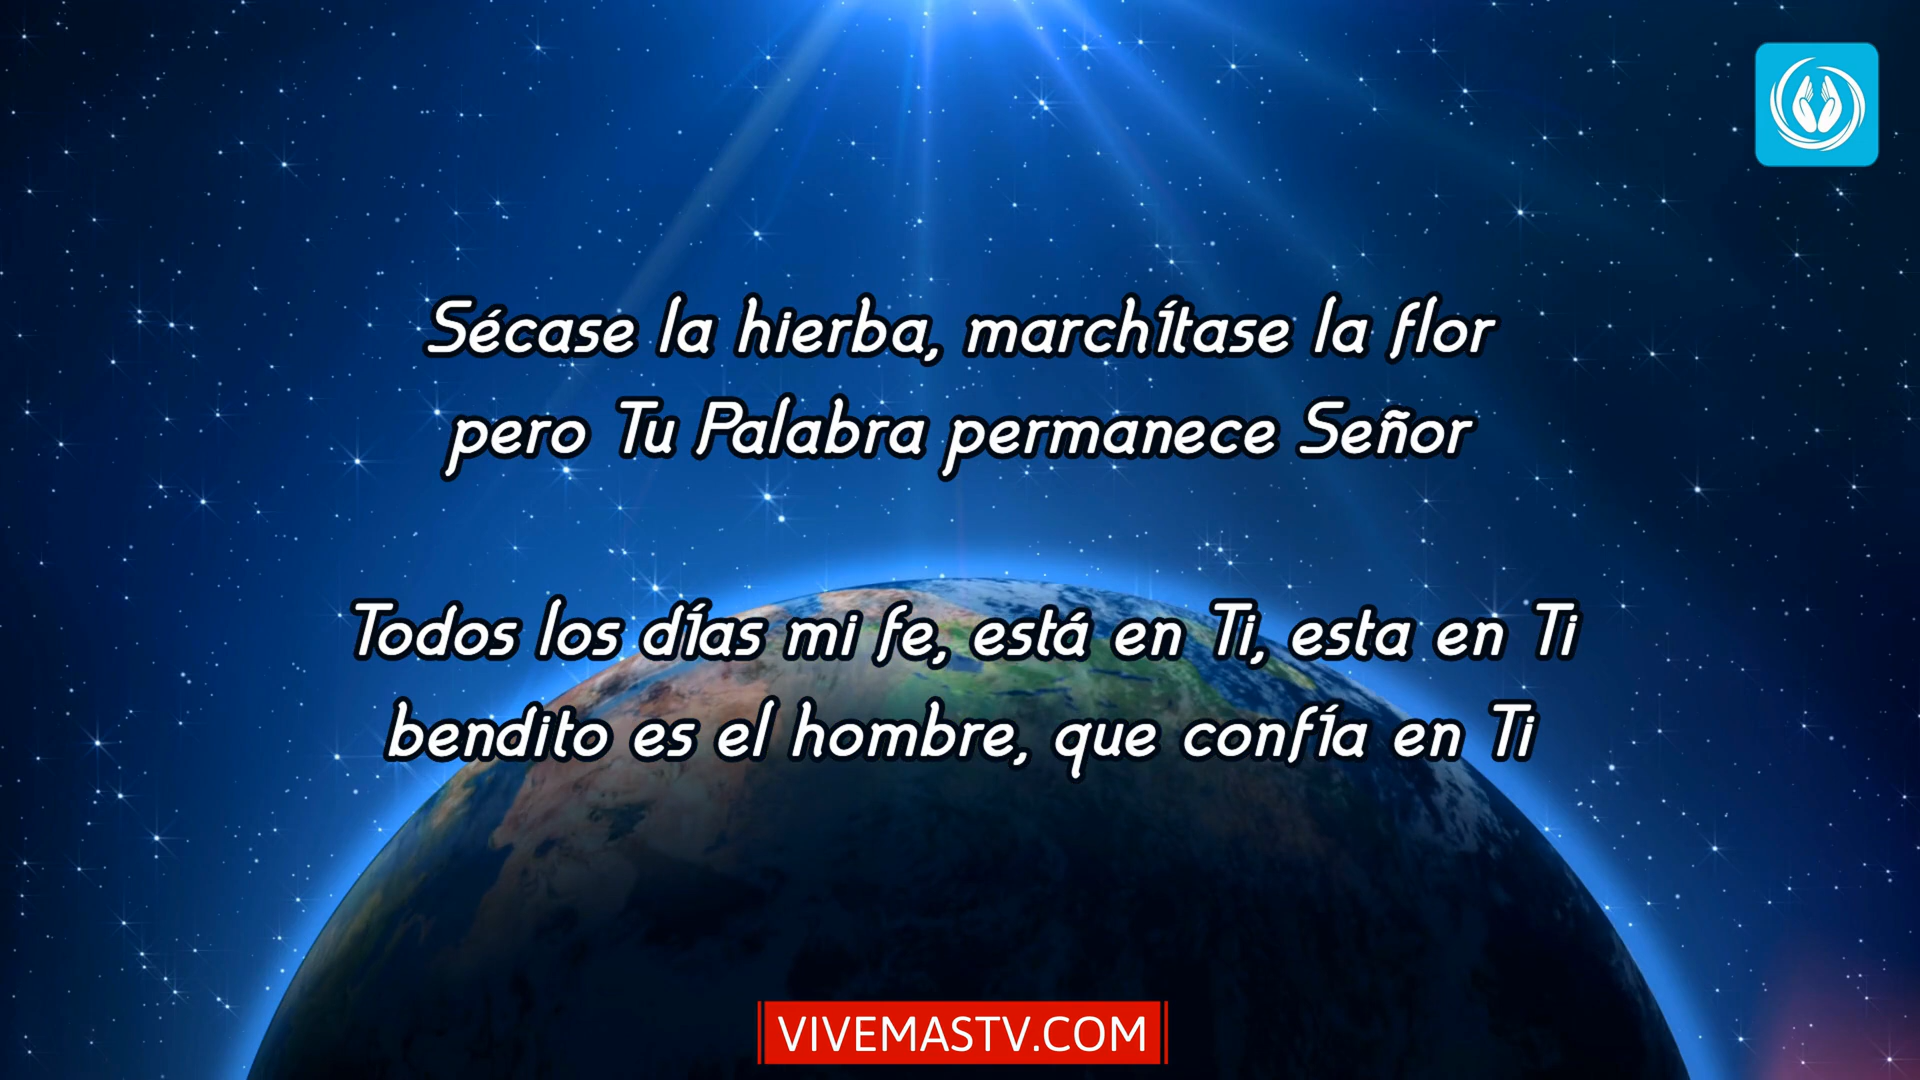 Sécase la hierba, marchítase la flor
pero Tu Palabra permanece Señor
Todos los días mi fe, está en Ti, esta en Ti
bendito es el hombre, que confía en Ti
VIVEMASTV.COM